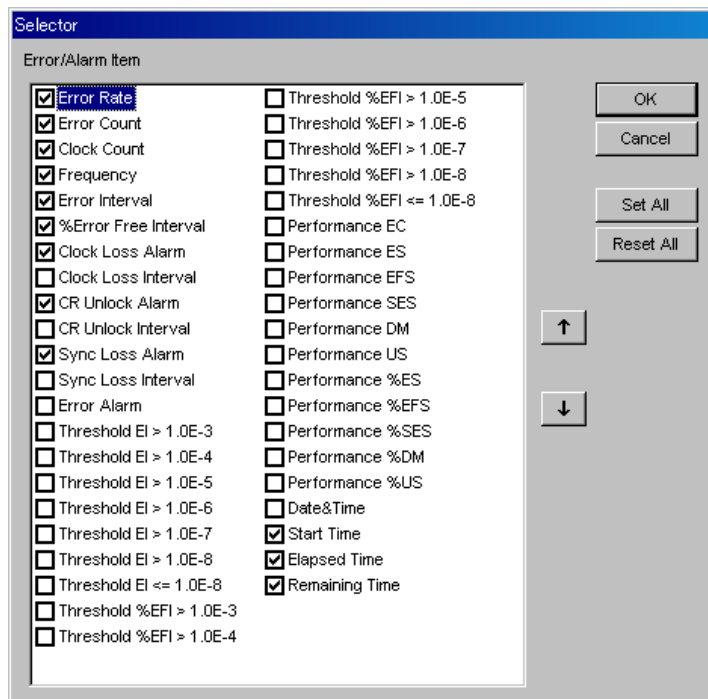 Selector
Error/Alarm Item
Error Rate
Error Count
Clock Count
Frequency
Error Interval
%Error Free Interval
Clock Loss Alarm
Clock Loss Interval
CR Unlock Alarm
CR Unlock Interval
Sync Loss Alarm
Sync Loss Interval
Error Alarm
Threshold EI > 1.0E-3
Threshold EI > 1.0E-4
Threshold EI > 1.0E-5
Threshold EI > 1.0E-6
Threshold EI > 1.0E-7
Threshold EI > 1.0E-8
Threshold EI <= 1.0E-8
Threshold %EFI > 1.0E-3
Threshold %EFI > 1.0E-4
Threshold %EFI > 1.0E-5
Threshold %EFI > 1.0E-6
Threshold %EFI > 1.0E-7
Threshold %EFI > 1.0E-8
Threshold %EFI <= 1.0E-8
Performance EC
Performance ES
Performance EFS
Performance SES
Performance DM
Performance US
Performance %ES
Performance %EFS
Performance %SES
Performance %DM
Performance %US
Date&Time
Start Time
Elapsed Time
Remaining Time
OK
Cancel
Set All
Reset All